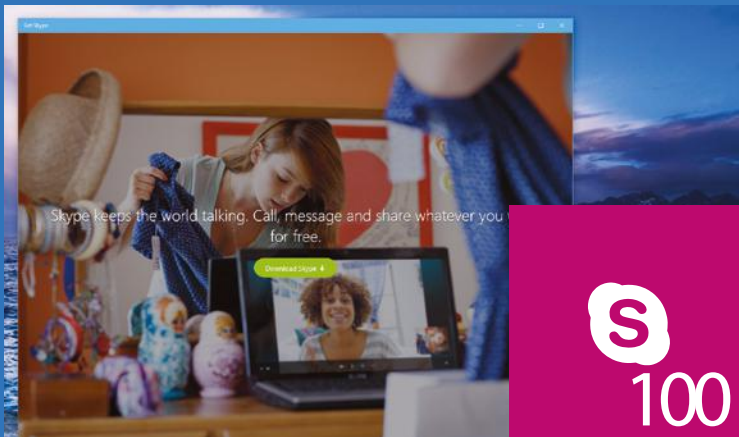 Get Skype
Skype keeps the world talking. Call, message and share whatever you
for free.
Download Skype
S
100